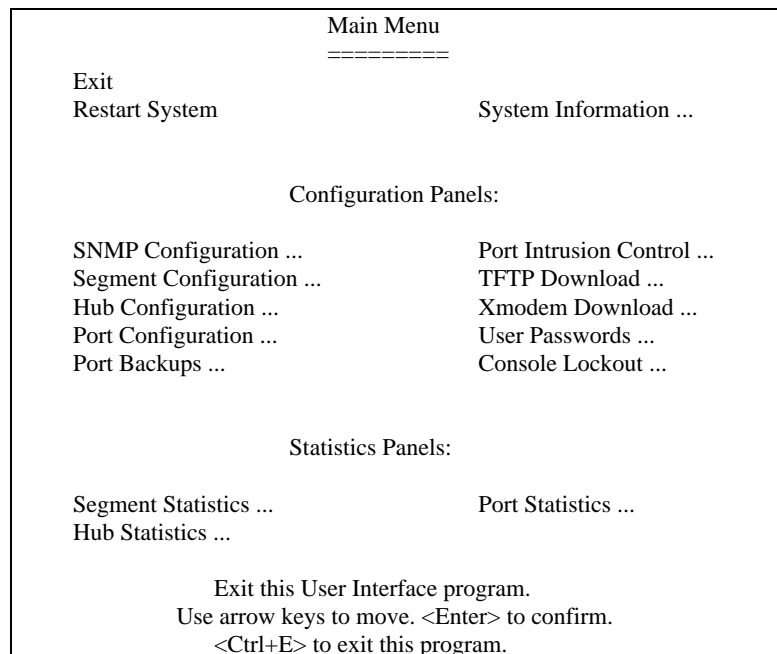 Main Menu
=========
Exit
Restart System System Information ...
Configuration Panels:
SNMP Configuration ... Port Intrusion Control ...
Segment Configuration ... TFTP Download ...
Hub Configuration ... Xmodem Download ...
Port Configuration ... User Passwords ...
Port Backups ... Console Lockout ...
Statistics Panels:
Segment Statistics ... Port Statistics ...
Hub Statistics ...
Exit this User Interface program.
Use arrow keys to move. <Enter> to confirm.
<Ctrl+E> to exit this program.